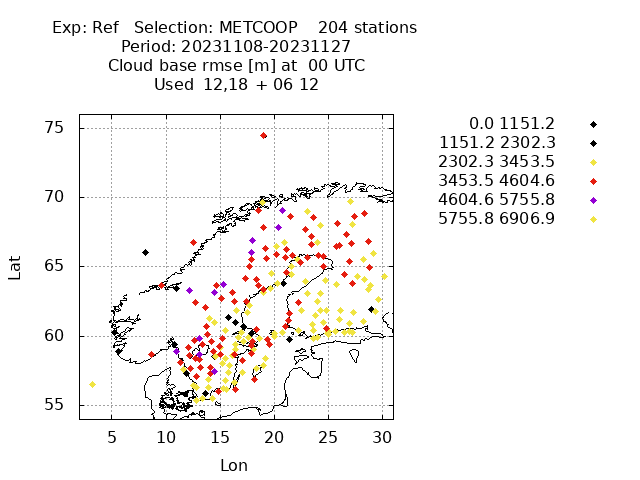 Exp: Ref Selection: METCOOP 204 stations
Period: 20231108-20231127
Cloud base rmse [m] at 00 UTC
Used 12,18 + 06 12
0.0 1151.2
1151.2 2302.3
2302.3 3453.5
3453.5 4604.6
4604.6 5755.8
5755.8 6906.9
75
70
65
60
55
Lat
5 10 15 20 25 30
Lon